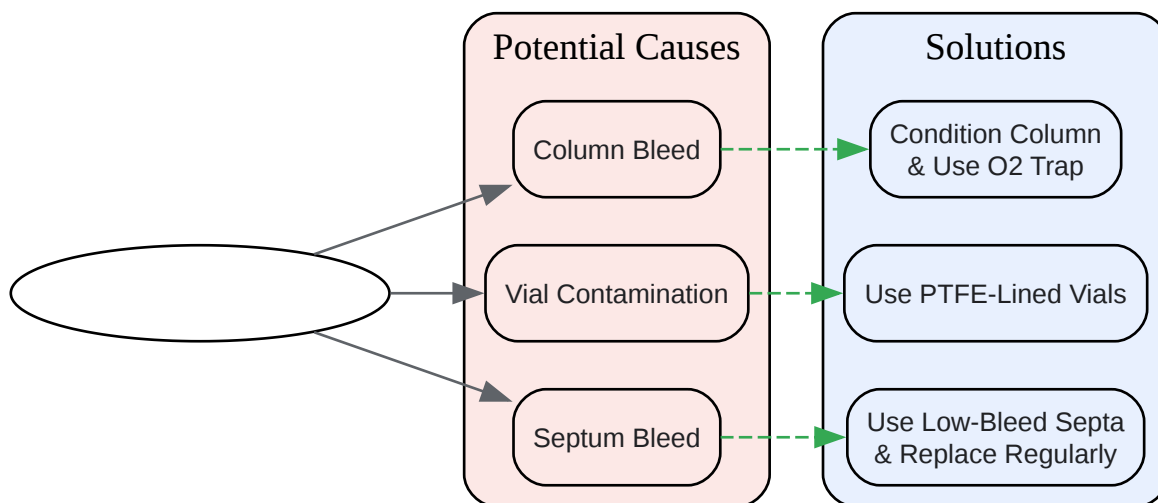 Potential Causes
Solutions
Column Bleed
Condition Column
& Use O2 Trap
Vial Contamination
Use PTFE-Lined Vials
Septum Bleed
Use Low-Bleed Septa
& Replace Regularly